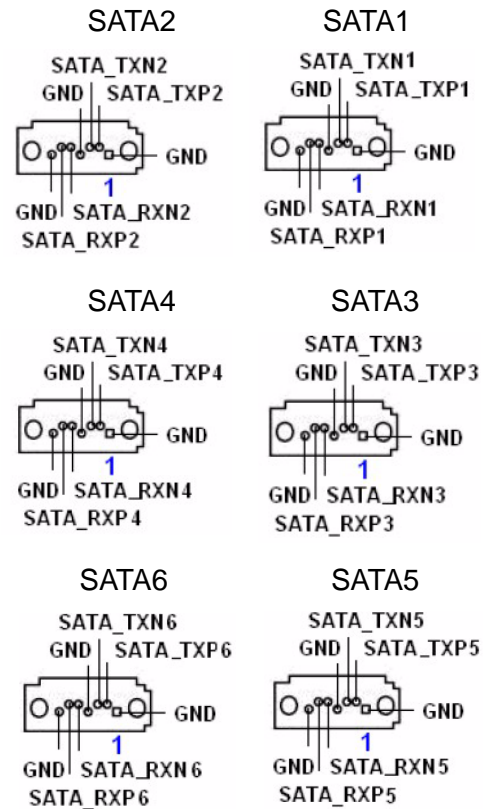 SATA2
SATA_TXN2
GND SATA_TXP2
GND
1
GND SATA_RXN2
SATA_RXP2
SATA1
SATA_TXN1
GND SATA_TXP1
GND
1
GND SATA_RXN1
SATA_RXP1
SATA4
SATA_TXN4
GND SATA_TXP4
GND
1
GND SATA_RXN4
SATA_RXP4
SATA3
SATA_TXN3
GND SATA_TXP3
GND
1
GND SATA_RXN3
SATA_RXP3
SATA6
SATA_TXN6
GND SATA_TXP6
GND
1
GND SATA_RXN6
SATA_RXP6
SATA5
SATA_TXN5
GND SATA_TXP5
GND
1
GND SATA_RXN5
SATA_RXP5